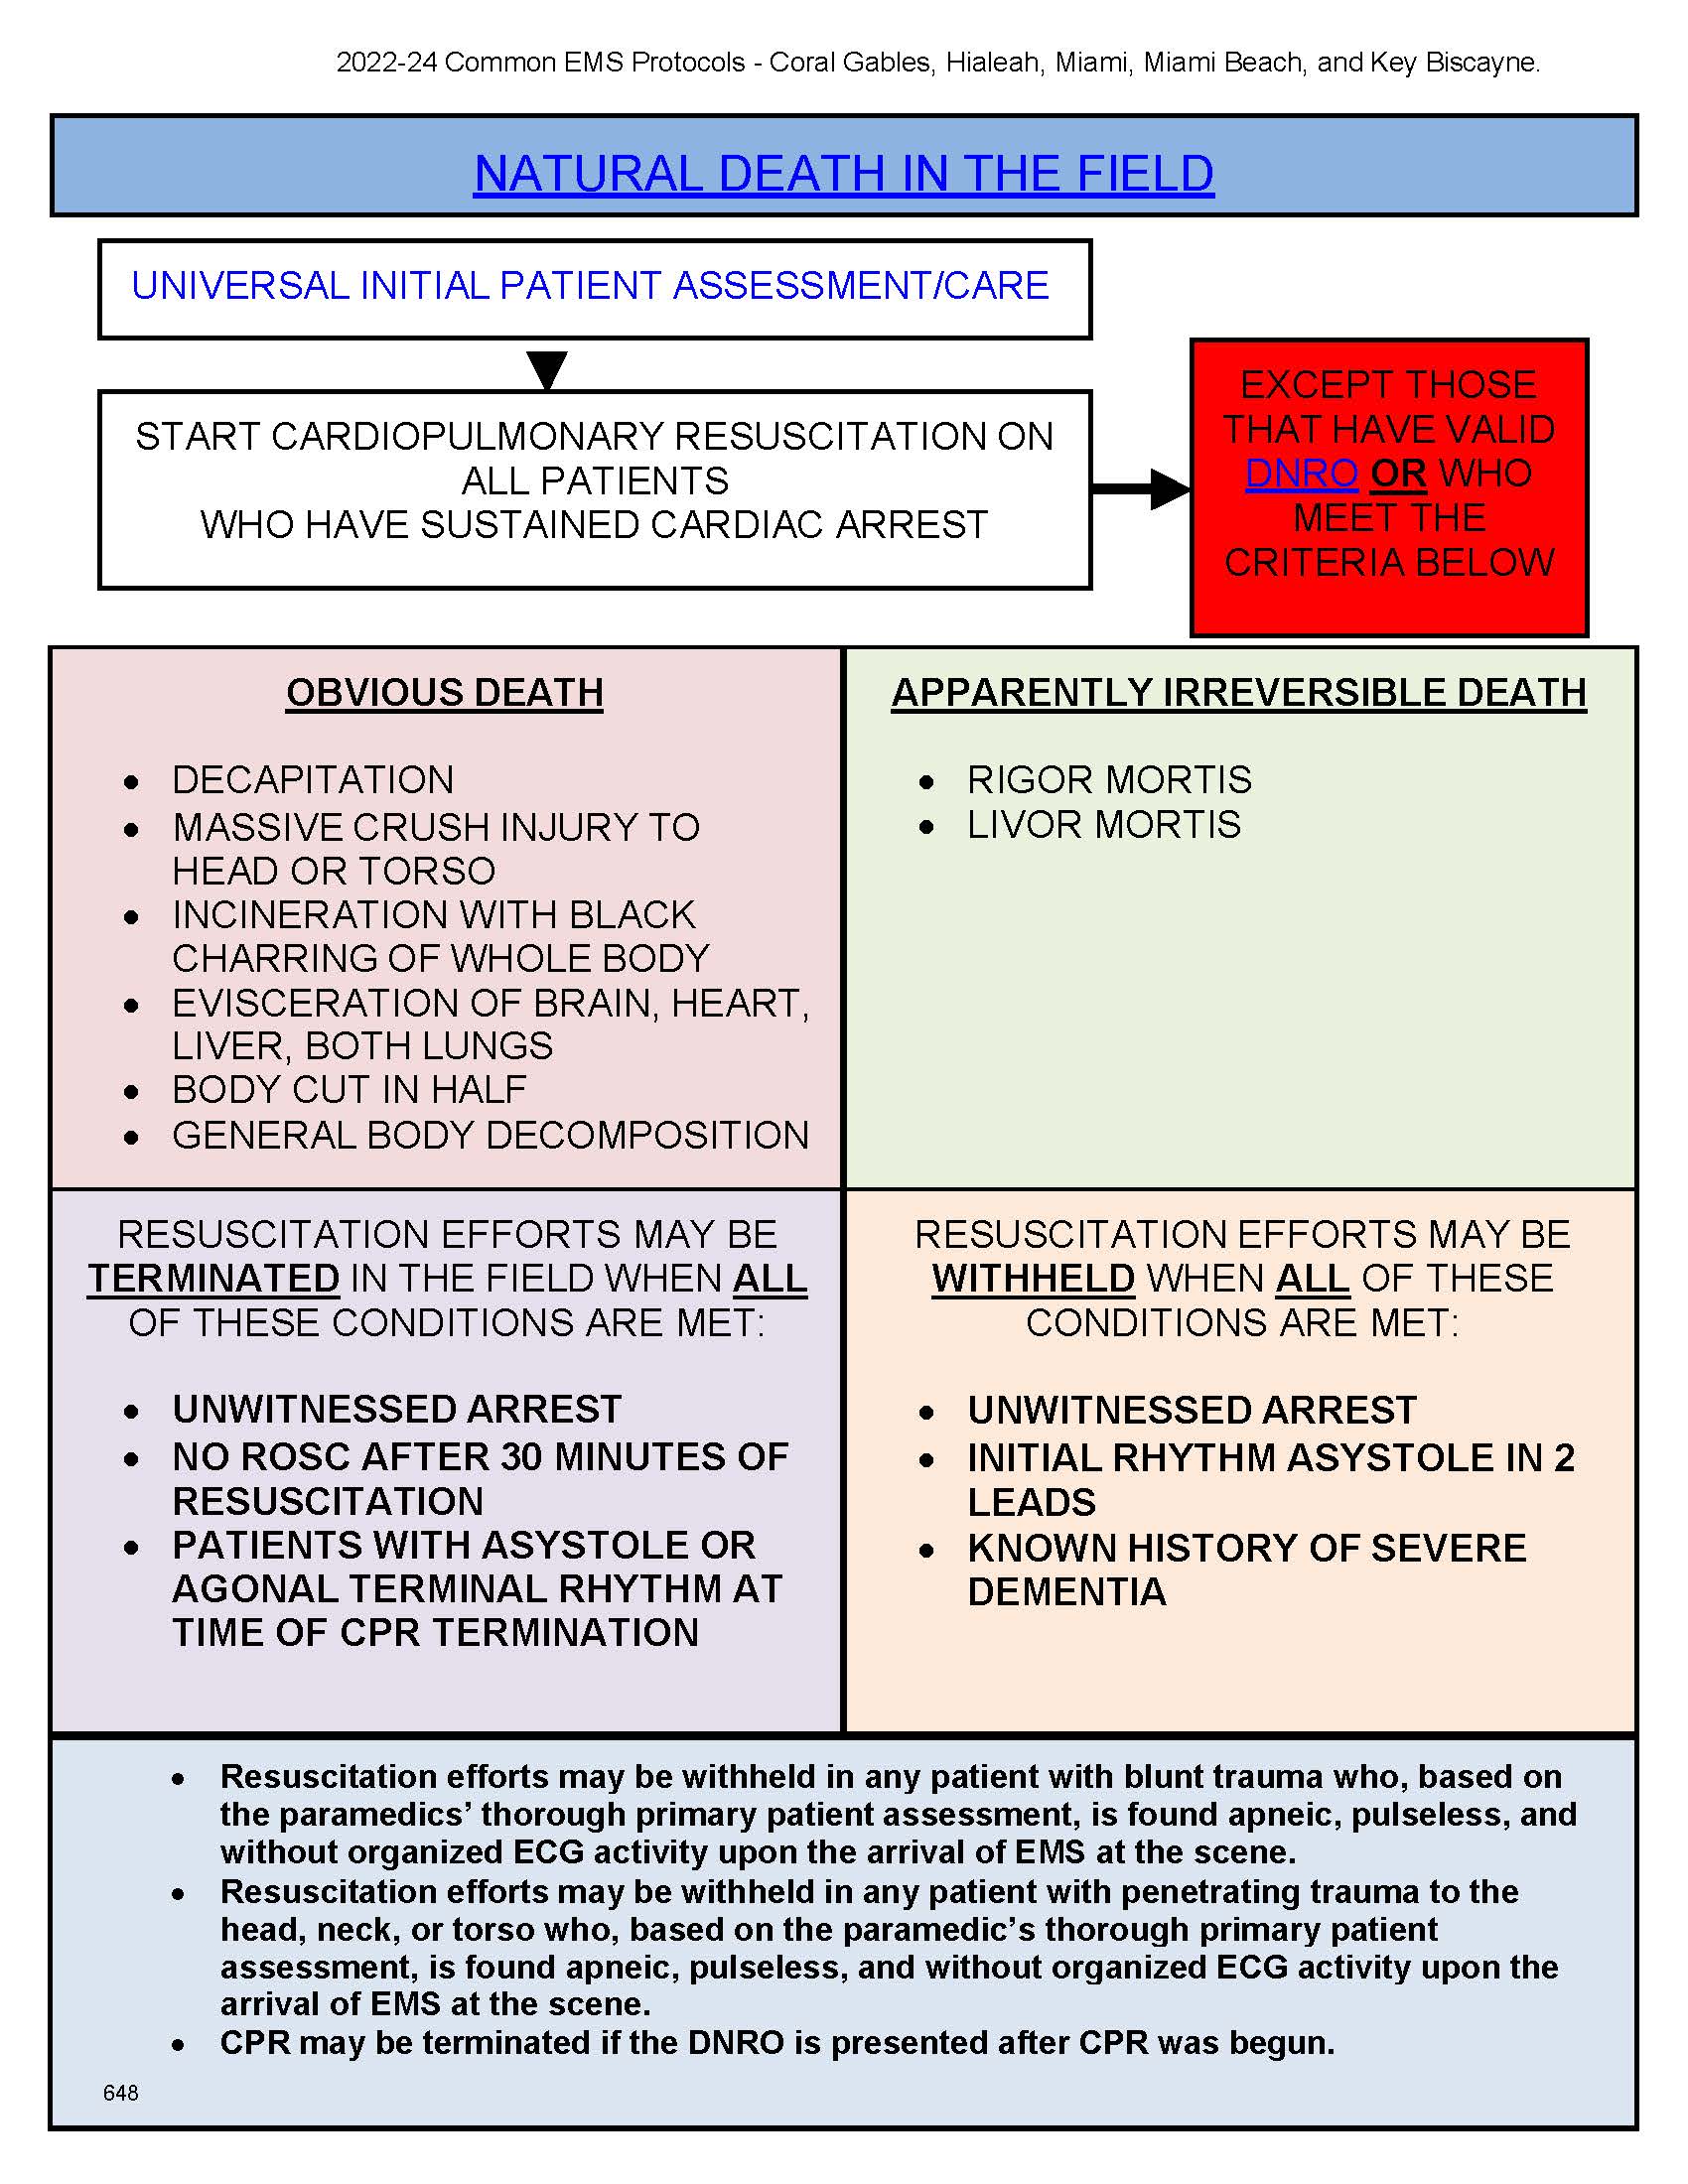 2022-24 Common EMS Protocols - Coral Gables, Hialeah, Miami, Miami Beach, and Key Biscayne.
NATURAL DEATH IN THE FIELD
UNIVERSAL INITIAL PATIENT ASSESSMENT/CARE
START CARDIOPULMONARY RESUSCITATION ON
ALL PATIENTS
WHO HAVE SUSTAINED CARDIAC ARREST
EXCEPT THOSE
THAT HAVE VALID
DNRO OR WHO
MEET THE
CRITERIA BELOW
OBVIOUS DEATH
• DECAPITATION
• MASSIVE CRUSH INJURY TO
HEAD OR TORSO
• INCINERATION WITH BLACK
CHARRING OF WHOLE BODY
• EVISCERATION OF BRAIN, HEART,
LIVER, BOTH LUNGS
• BODY CUT IN HALF
• GENERAL BODY DECOMPOSITION
APPARENTLY IRREVERSIBLE DEATH
• RIGOR MORTIS
• LIVOR MORTIS
RESUSCITATION EFFORTS MAY BE
TERMINATED IN THE FIELD WHEN ALL
OF THESE CONDITIONS ARE MET:
• UNWITNESSED ARREST
• NO ROSC AFTER 30 MINUTES OF
RESUSCITATION
• PATIENTS WITH ASYSTOLE OR
AGONAL TERMINAL RHYTHM AT
TIME OF CPR TERMINATION
RESUSCITATION EFFORTS MAY BE
WITHHELD WHEN ALL OF THESE
CONDITIONS ARE MET:
• UNWITNESSED ARREST
• INITIAL RHYTHM ASYSTOLE IN 2
LEADS
• KNOWN HISTORY OF SEVERE
DEMENTIA
• Resuscitation efforts may be withheld in any patient with blunt trauma who, based on
the paramedics’ thorough primary patient assessment, is found apneic, pulseless, and
without organized ECG activity upon the arrival of EMS at the scene.
• Resuscitation efforts may be withheld in any patient with penetrating trauma to the
head, neck, or torso who, based on the paramedic’s thorough primary patient
assessment, is found apneic, pulseless, and without organized ECG activity upon the
arrival of EMS at the scene.
• CPR may be terminated if the DNRO is presented after CPR was begun.
648